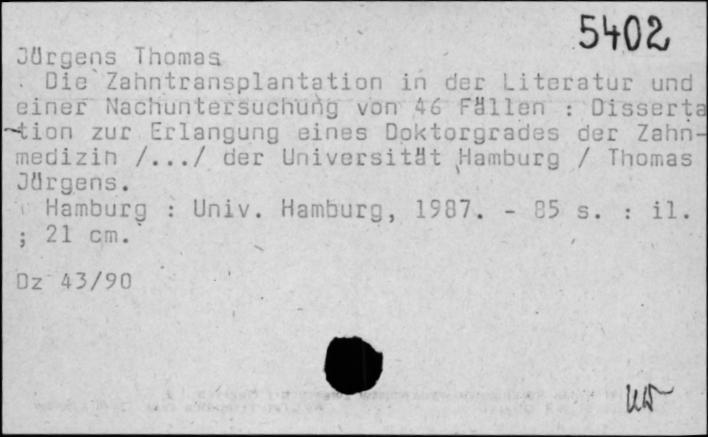 5402
Jürgens Thomas
Die Zahntransplantation in der Literatur und
einer Nachuntersuchung von 46 Fällen : Disserta
-tion zur Erlangung eines Doktorgrades der Zahn-
medizin /.../ der Universität Hamburg / Thomas
Jürgens.
Hamburg : Univ. Hamburg, 1987. - 85 s. : il.
; 21 cm.
Dz 43/90